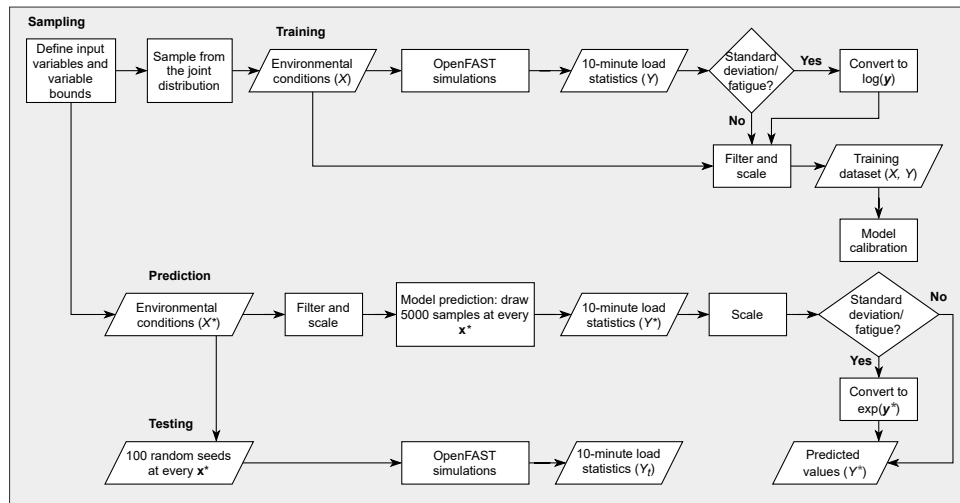 Sampling
Define input
variables and
variable
bounds
Sample from
the joint
distribution
Training
Environmental
conditions (X)
OpenFAST
simulations
10-minute load
statistics (Y)
Standard
deviation/
fatigue?
Yes
Convert to
log(y)
No
Filter and
scale
Training
dataset (X, Y)
Model
calibration
Prediction
Environmental
conditions (X*)
Filter and
scale
Model prediction: draw
5000 samples at every
x*
10-minute load
statistics (Y*)
Scale
Standard
deviation/
fatigue?
No
Yes
Convert to
exp(y*)
Predicted
values (Y*)
Testing
100 random seeds
at every x*
OpenFAST
simulations
10-minute load
statistics (Yt)